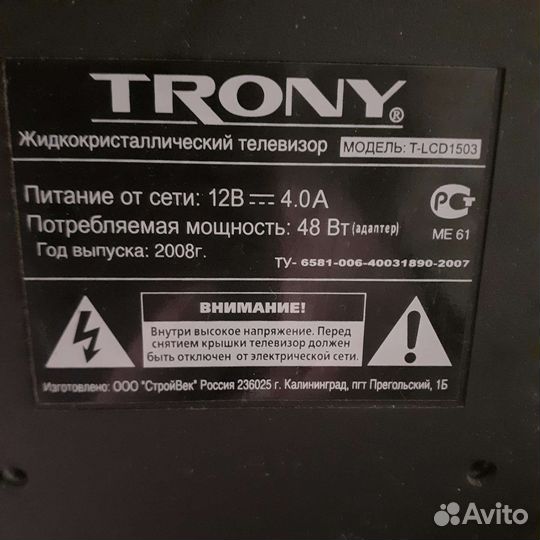 TRONY®
Жидкокристаллический телевизор МОДЕЛЬ: T-LCD1503
Питание от сети: 12В 4.0А
Потребляемая мощность: 48 Вт (адаптер)
Год выпуска: 2008г.
РСТ
ME 61
ТУ- 6581-006-40031890-2007
ВНИМАНИЕ!
Внутри высокое напряжение. Перед
снятием крышки телевизор должен
быть отключен от электрической сети.
Изготовлено: ООО "СтройВек" Россия 236025 г. Калининград, пгт Прегольский, 1Б
Avito